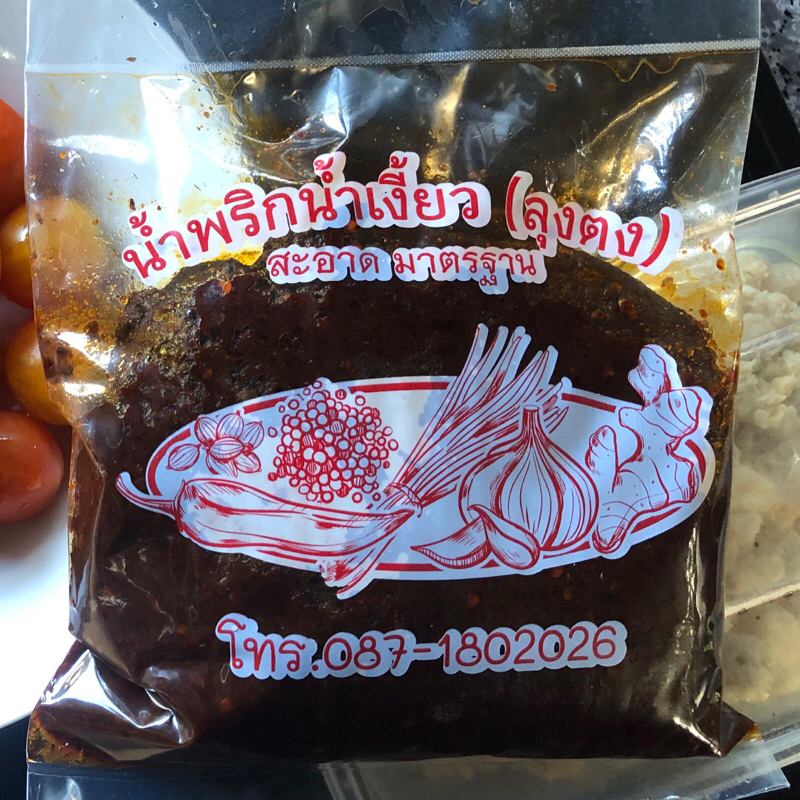 น้ำพริกน้ำเงี้ยว (ลุงตง)
สะอาด มาตรฐาน
โทร.087-1802026